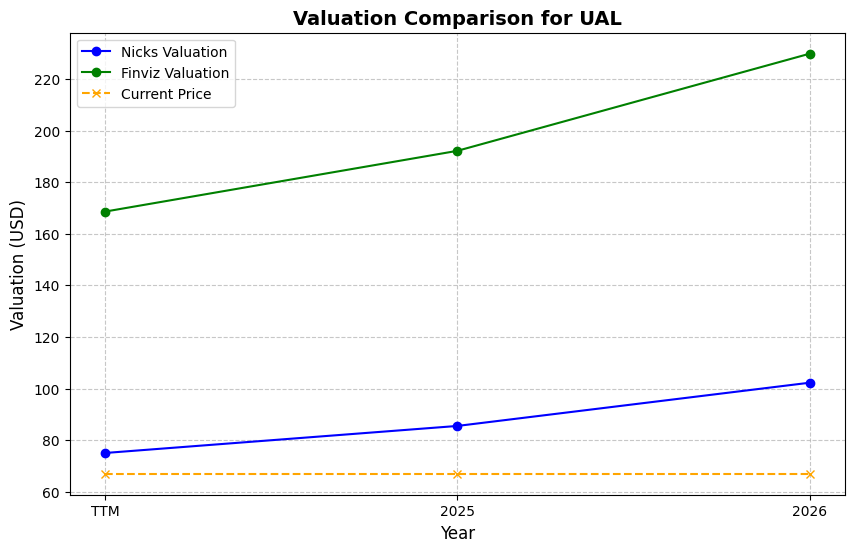 Valuation Comparison for UAL
Nicks Valuation
Finviz Valuation
Current Price
Valuation (USD)
220
200
180
160
140
120
100
80
60
TTM
2025
2026
Year